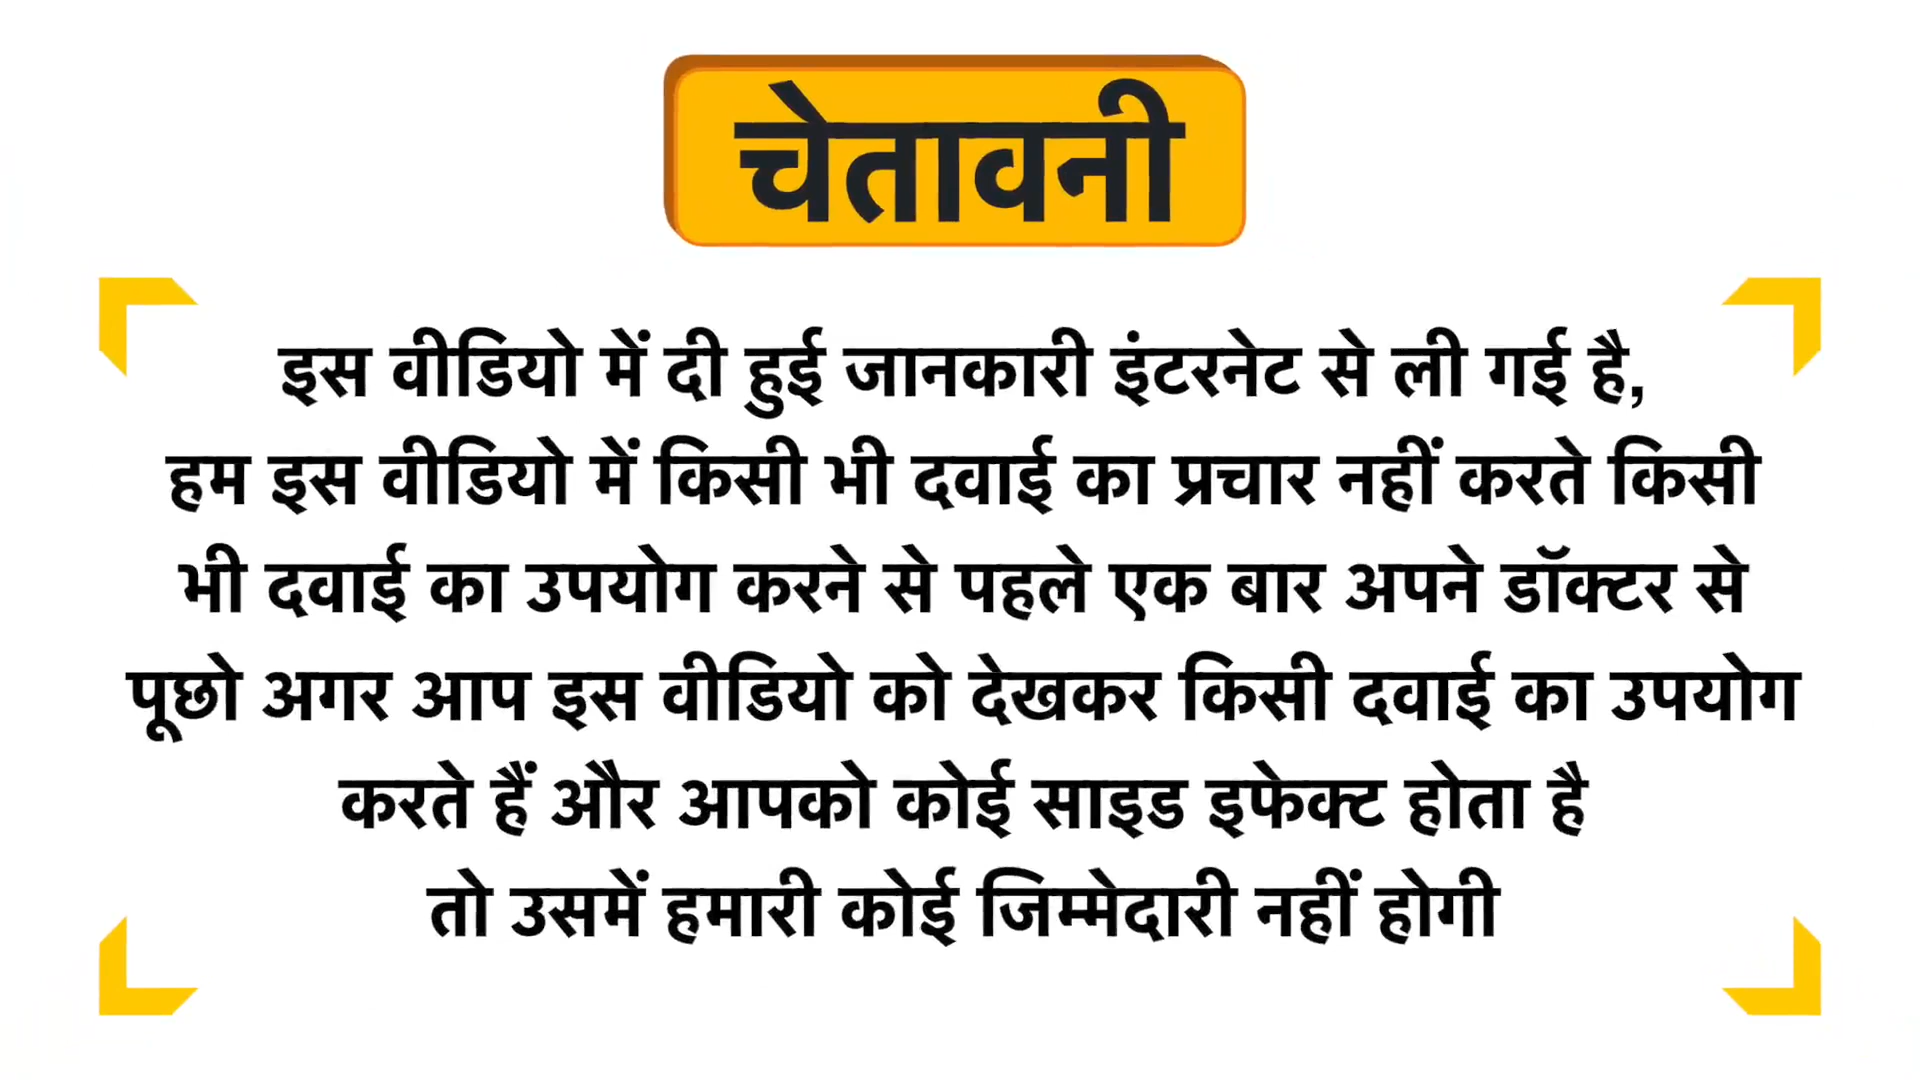 चेतावनी
इस वीडियो में दी हुई जानकारी इंटरनेट से ली गई है,
हम इस वीडियो में किसी भी दवाई का प्रचार नहीं करते किसी
भी दवाई का उपयोग करने से पहले एक बार अपने डॉक्टर से
पूछो अगर आप इस वीडियो को देखकर किसी दवाई का उपयोग
करते हैं और आपको कोई साइड इफेक्ट होता है
तो उसमें हमारी कोई जिम्मेदारी नहीं होगी